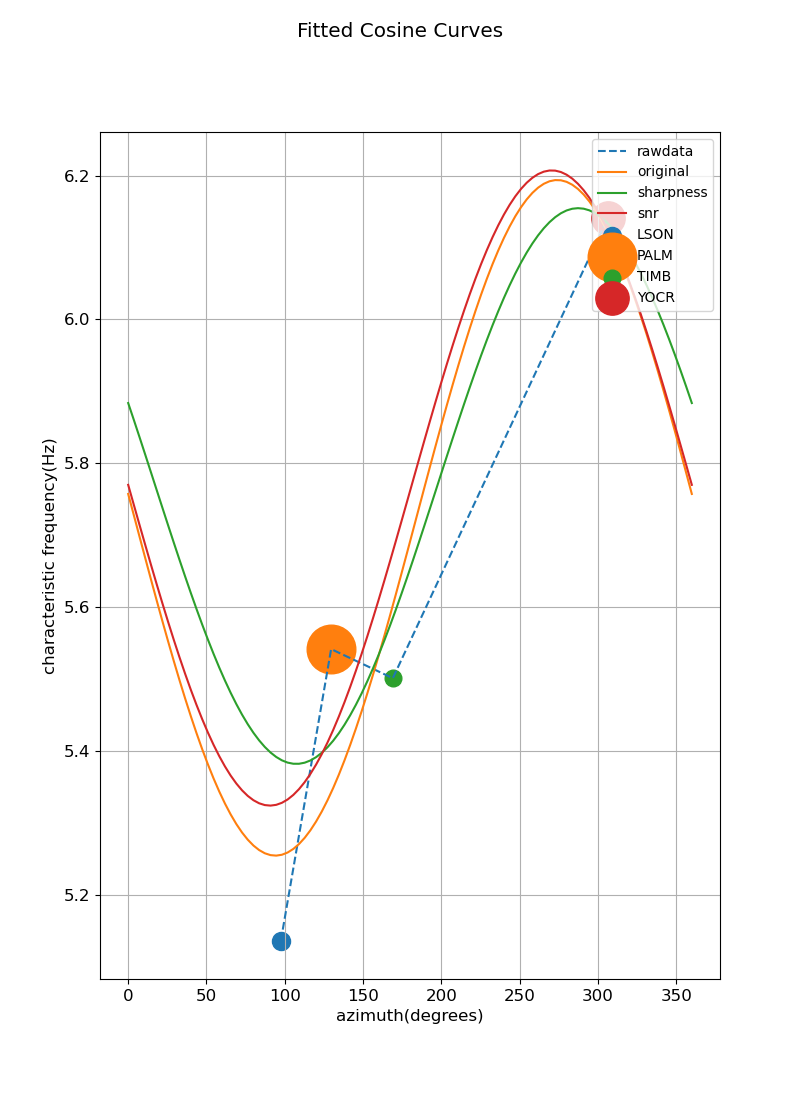 Fitted Cosine Curves
rawdata
original
sharpness
snr
LSON
PALM
TIMB
YOCR
6.2
6.0
5.8
5.6
5.4
5.2
characteristic frequency(Hz)
0 50 100 150 200 250 300 350
azimuth(degrees)